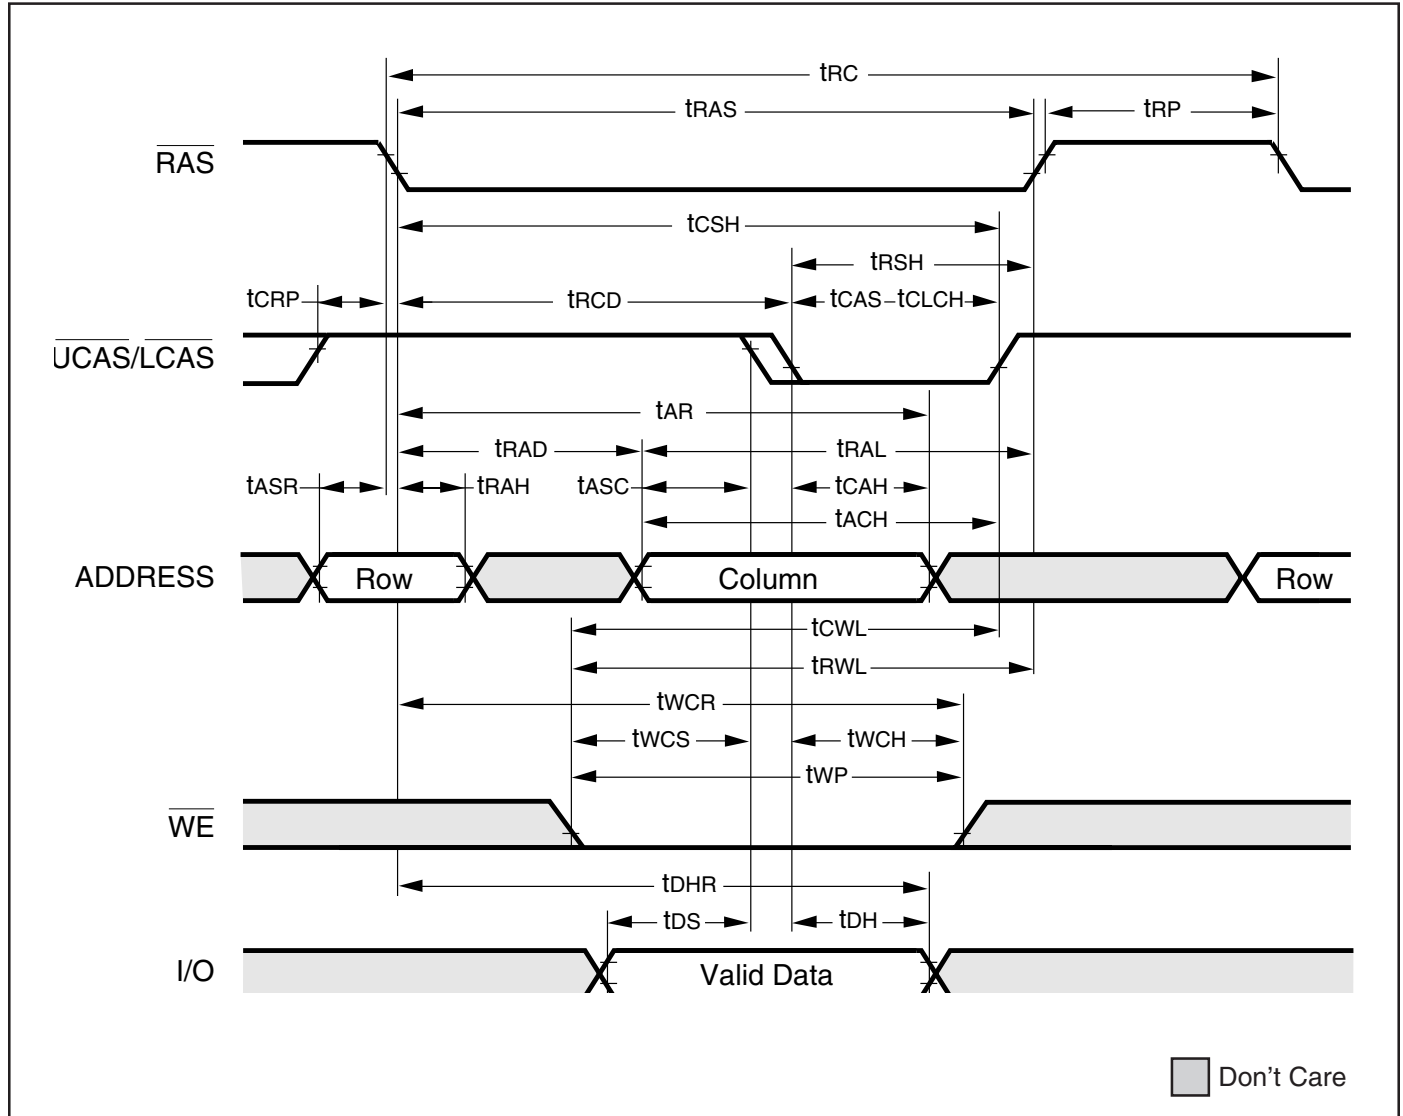 tRC
tRAS
tRP
RAS
tCSH
tRSH
tCRP
tRCD
tCAS
tCLCH
UCAS/LCAS
tAR
tRAD
tRAL
tASR
tRAH
tASC
tCAH
tACH
ADDRESS
Row
Column
Row
tCWL
tRWL
tWCR
tWCS
tWCH
tWP
WE
tDHR
tDS
tDH
I/O
Valid Data
Don't Care